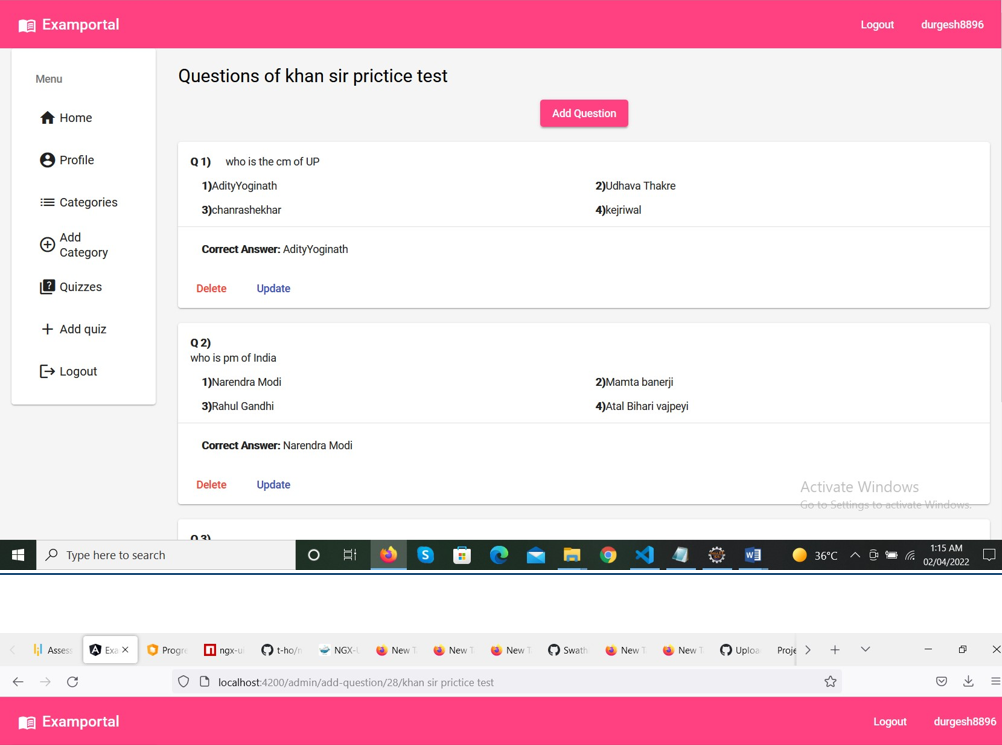 Examportal Logout durgesh8896
Menu
Home
Profile
Categories
Add
Category
Quizzes
Add quiz
Logout
Questions of khan sir prictice test
Add Question
Q 1) who is the cm of UP
1)AdityYoginath 2)Udhava Thakre
3)chanrashekhar 4)kejriwal
Correct Answer: AdityYoginath
Delete Update
Q 2)
who is pm of India
1)Narendra Modi 2)Mamta banerji
3)Rahul Gandhi 4)Atal Bihari vajpeyi
Correct Answer: Narendra Modi
Delete Update
Activate Windows
Go to Settings to activate Windows.
Q 3)
Type here to search 36°C 1:15 AM
02/04/2022
Asses Exa Progr ngx-u t-ho/n NGX- New T New T New T Swath New T New T Uploa Proje
localhost:4200/admin/add-question/28/khan sir prictice test
Examportal Logout durgesh8896